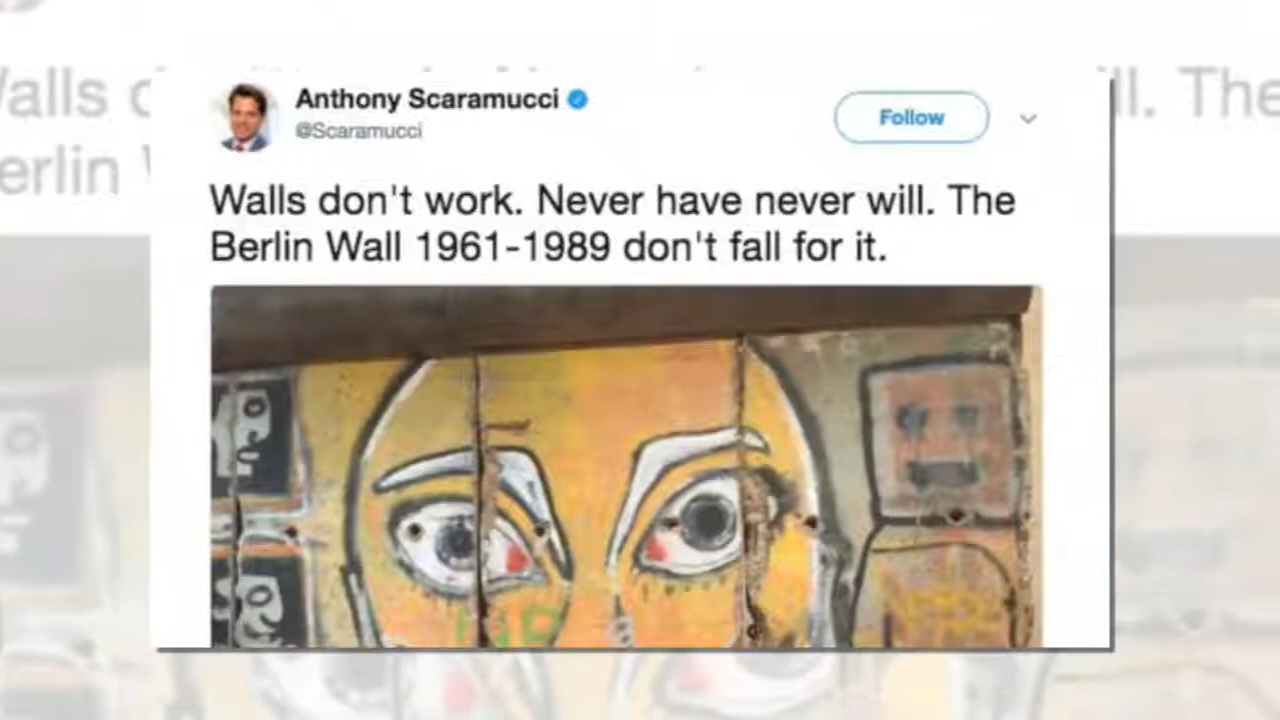 Anthony Scaramucci
@Scaramucci
Follow
Walls don't work. Never have never will. The
Berlin Wall 1961-1989 don't fall for it.